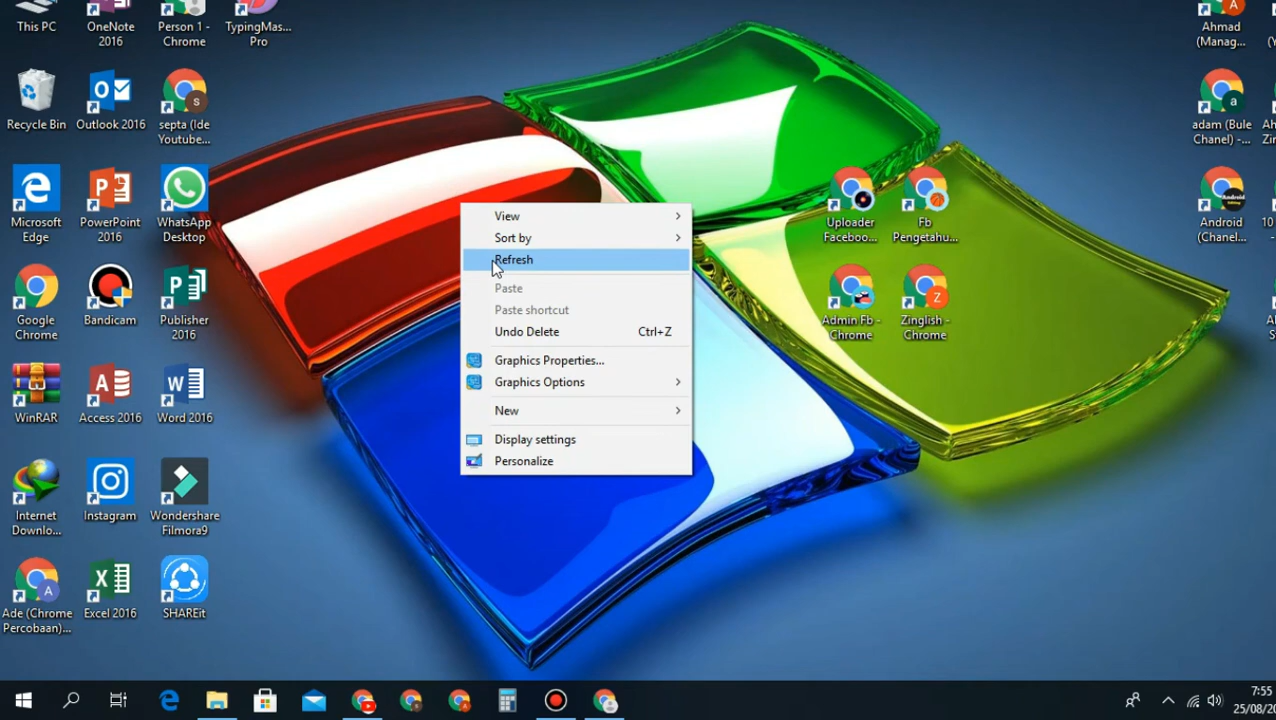 This PC
OneNote
2016
Person 1 -
Chrome
TypingMas...
Pro
Ahmad
(Manag...
Recycle Bin
Outlook 2016
septa (Ide
Youtube...
adam (Bule
Chanel) -...
Microsoft
Edge
PowerPoint
2016
WhatsApp
Desktop
Uploader
Faceboo...
Fb
Pengetahu...
Android
(Chanel...
Google
Chrome
Bandicam
Publisher
2016
Admin Fb -
Chrome
Zinglish -
Chrome
WinRAR
Access 2016
Word 2016
Internet
Downlo...
Instagram
Wondershare
Filmora9
Ade (Chrome
Percobaan)...
Excel 2016
SHAREit
View
Sort by
Refresh
Paste
Paste shortcut
Undo Delete Ctrl+Z
Graphics Properties...
Graphics Options
New
Display settings
Personalize
7:55
25/08/20